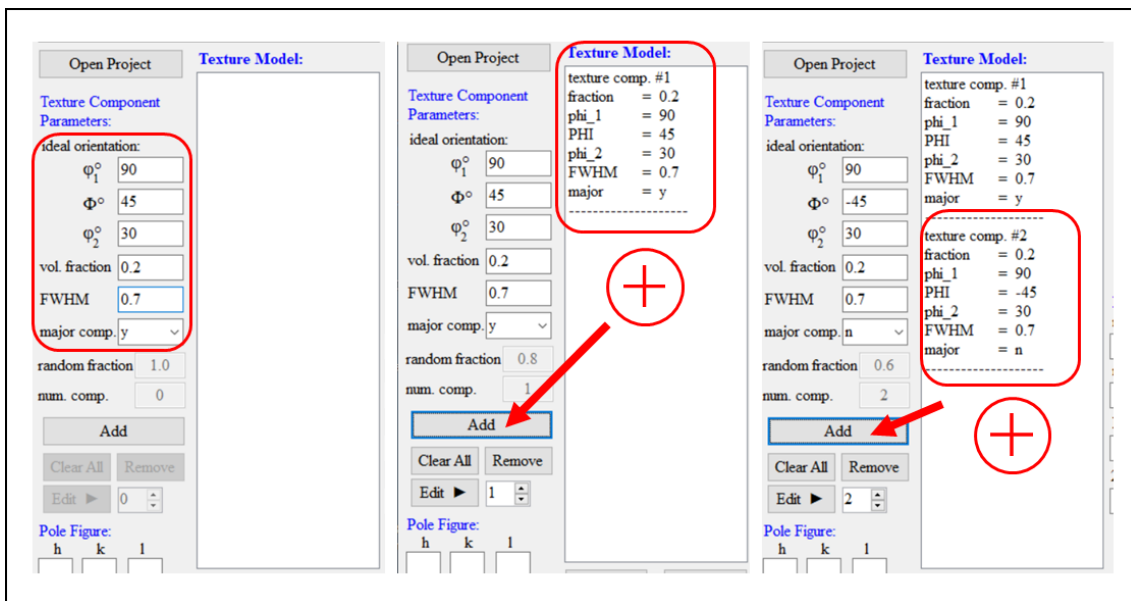 Open Project
Texture Model:
Texture Component
Parameters:
ideal orientation:
φ₁° 90
Φ° 45
φ₂° 30
vol. fraction 0.2
FWHM 0.7
major comp. y
random fraction 1.0
num. comp. 0
Add
Clear All Remove
Edit ► 0
Pole Figure:
h k l
Open Project
Texture Model:
texture comp. #1
fraction = 0.2
phi_1 = 90
PHI = 45
phi_2 = 30
FWHM = 0.7
major = y
--------------------
Texture Component
Parameters:
ideal orientation:
φ₁° 90
Φ° 45
φ₂° 30
vol. fraction 0.2
FWHM 0.7
major comp. y
random fraction 0.8
num. comp. 1
Add
Clear All Remove
Edit ► 1
Pole Figure:
h k l
Open Project
Texture Model:
texture comp. #1
fraction = 0.2
phi_1 = 90
PHI = 45
phi_2 = 30
FWHM = 0.7
major = y
--------------------
texture comp. #2
fraction = 0.2
phi_1 = 90
PHI = -45
phi_2 = 30
FWHM = 0.7
major = n
--------------------
Texture Component
Parameters:
ideal orientation:
φ₁° 90
Φ° -45
φ₂° 30
vol. fraction 0.2
FWHM 0.7
major comp. n
random fraction 0.6
num. comp. 2
Add
Clear All Remove
Edit ► 2
Pole Figure:
h k l